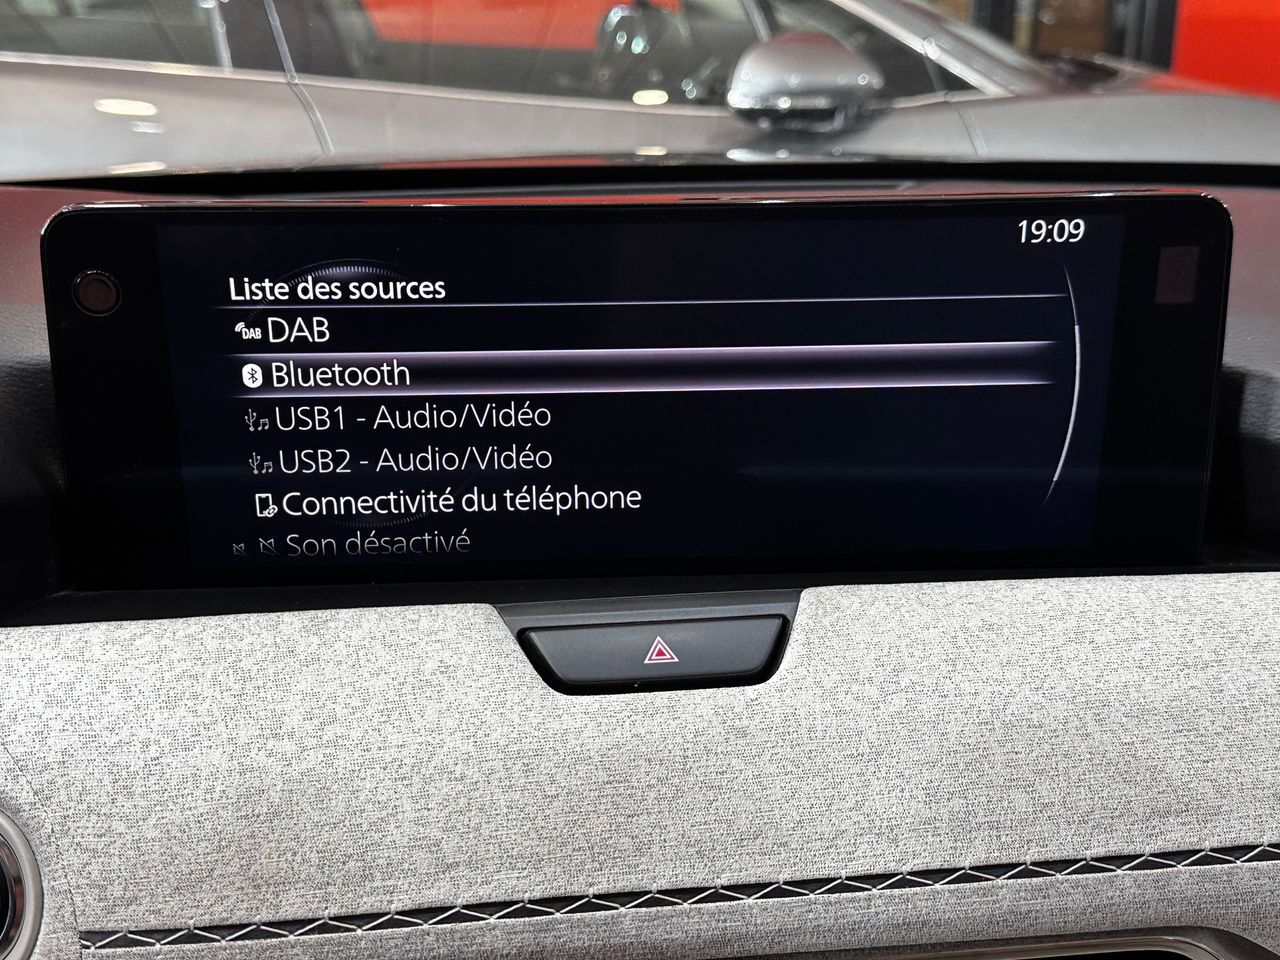 19:09
Liste des sources
DAB DAB
Bluetooth
USB1 - Audio/Vidéo
USB2 - Audio/Vidéo
Connectivité du téléphone
Son désactivé